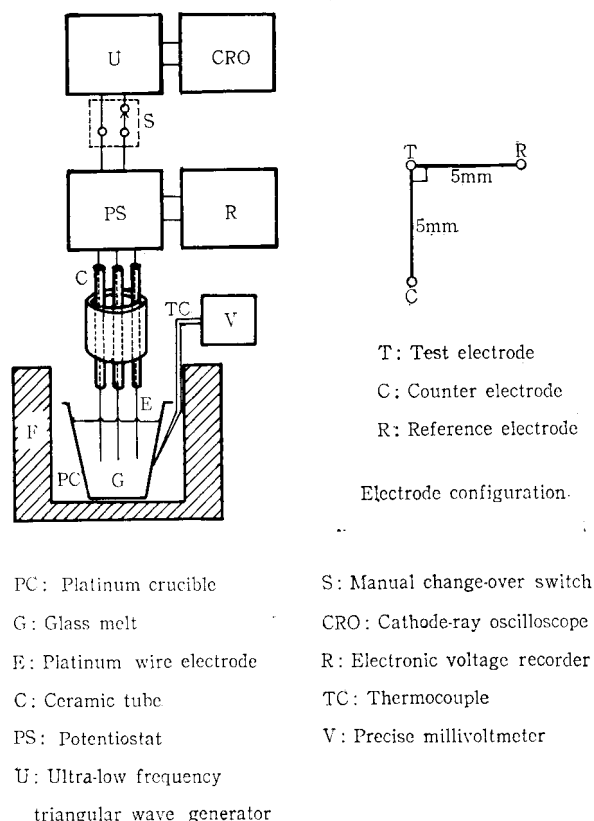 U
CRO
S
PS
R
C
TC
V
E
F
PC
G
T
R
5mm
5mm
C
T: Test electrode
C: Counter electrode
R: Reference electrode
Electrode configuration.
PC: Platinum crucible
G: Glass melt
E: Platinum wire electrode
C: Ceramic tube
PS: Potentiostat
U: Ultra-low frequency
triangular wave generator
S: Manual change-over switch
CRO: Cathode-ray oscilloscope
R: Electronic voltage recorder
TC: Thermocouple
V: Precise millivoltmeter